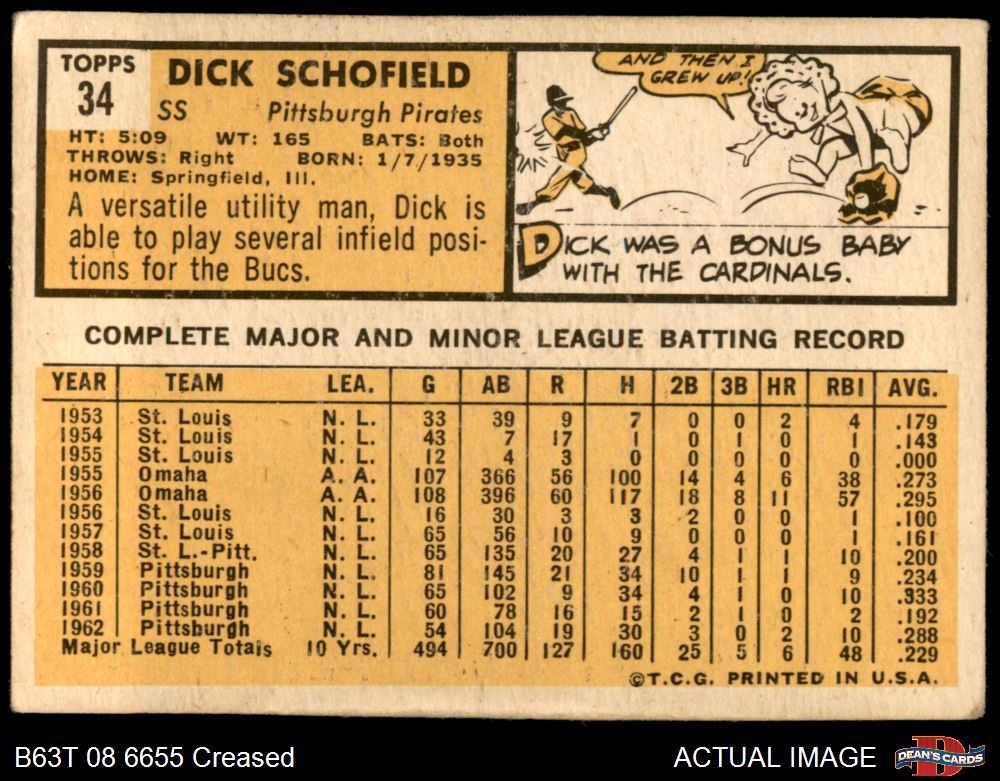 TOPPS
34
DICK SCHOFIELD
SS Pittsburgh Pirates
HT: 5:09 WT: 165 BATS: Both
THROWS: Right BORN: 1/7/1935
HOME: Springfield, Ill.
A versatile utility man, Dick is
able to play several infield posi-
tions for the Bucs.
AND THEN I
GREW UP!
DICK WAS A BONUS BABY
WITH THE CARDINALS.
COMPLETE MAJOR AND MINOR LEAGUE BATTING RECORD
YEAR TEAM LEA. G AB R H 2B 3B HR RBI AVG.
1953 St. Louis N. L. 33 39 9 7 0 0 2 4 .179
1954 St. Louis N. L. 43 7 17 1 0 1 0 1 .143
1955 St. Louis N. L. 12 4 3 0 0 0 0 0 .000
1955 Omaha A. A. 107 366 56 100 14 4 6 38 .273
1956 Omaha A. A. 108 396 60 117 18 8 11 57 .295
1956 St. Louis N. L. 16 30 3 3 2 0 0 1 .100
1957 St. Louis N. L. 65 56 10 9 0 0 0 1 .161
1958 St. L.-Pitt. N. L. 65 135 20 27 4 1 1 10 .200
1959 Pittsburgh N. L. 81 145 21 34 10 1 1 9 .234
1960 Pittsburgh N. L. 65 102 9 34 4 1 0 10 .333
1961 Pittsburgh N. L. 60 78 16 15 2 1 0 2 .192
1962 Pittsburgh N. L. 54 104 19 30 3 0 2 10 .288
Major League Totals 10 Yrs. 494 700 127 160 25 5 6 48 .229
©T.C.G. PRINTED IN U.S.A.
B63T 08 6655 Creased ACTUAL IMAGE
DEAN'S CARDS